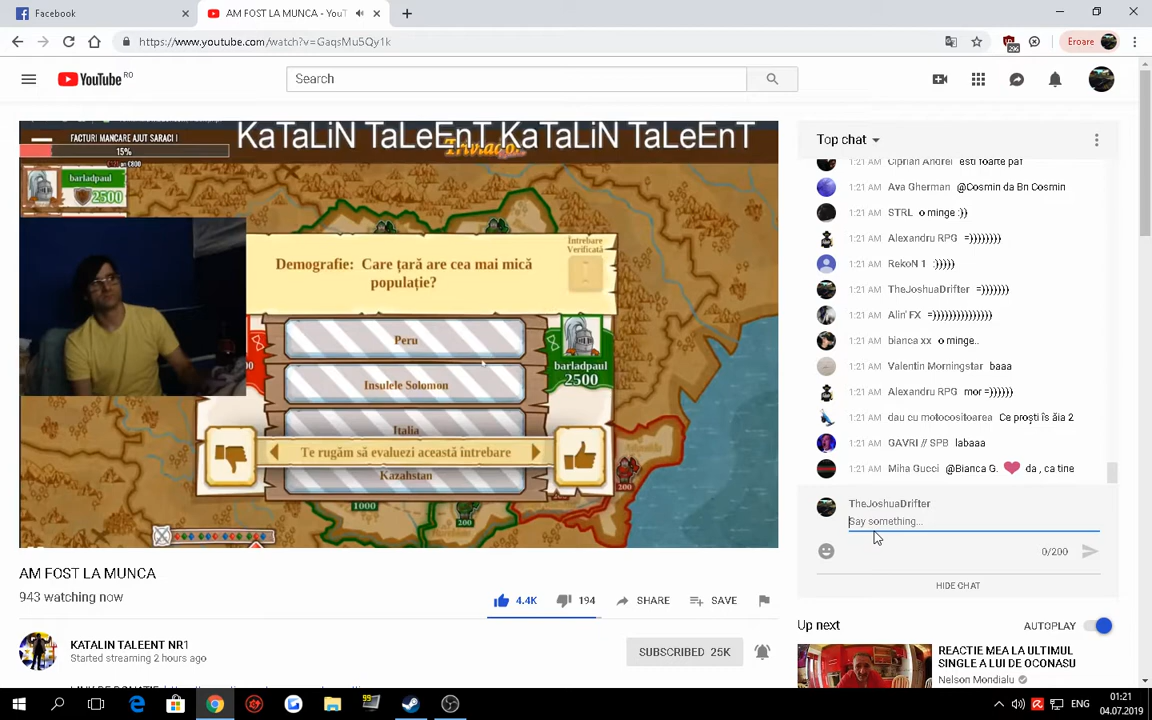 Facebook
AM FOST LA MUNCA - YouT
https://www.youtube.com/watch?v=GaqsMu5Qy1k
296
Eroare
YouTube RO
Search
KaTaLiN TaLeEnT KaTaLiN TaLeEnT
FACTURI MANCARE AJUT SARACI !
15%
Triviador
barladpaul
2500
Întrebare
Verificată
Demografie: Care țară are cea mai mică
populație?
Peru
Insulele Solomon
Italia
Kazahstan
Te rugăm să evaluezi această întrebare
barladpaul
2500
1000
200
200
Top chat
Ciprian Andrei esti foarte paf
1:21 AM Ava Gherman @Cosmin da Bn Cosmin
1:21 AM STRL o minge :))
1:21 AM Alexandru RPG =)))))))))
1:21 AM RekoN 1 :)))))
1:21 AM TheJoshuaDrifter =)))))))
1:21 AM Alin' FX =))))))))))))))))
1:21 AM bianca xx o minge..
1:21 AM Valentin Morningstar baaa
1:21 AM Alexandru RPG mor =))))))
1:21 AM dau cu motocositoarea Ce proști îs ăia 2
1:21 AM GAVRI // SPB labaaa
1:21 AM Miha Gucci @Bianca G. ❤ da , ca tine
TheJoshuaDrifter
Say something...
0/200
HIDE CHAT
AM FOST LA MUNCA
943 watching now
4.4K 194 SHARE SAVE
KATALIN TALEENT NR1
Started streaming 2 hours ago
SUBSCRIBED 25K
Up next
AUTOPLAY
REACTIE MEA LA ULTIMUL
SINGLE A LUI DE OCONASU
Nelson Mondialu
99
ENG
01:21
04.07.2019